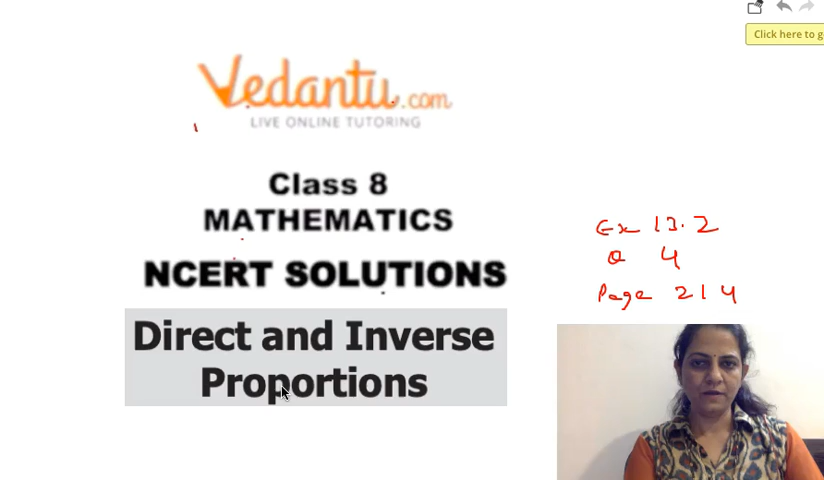 Click here to g
Vedantu.com
LIVE ONLINE TUTORING
Class 8
MATHEMATICS
NCERT SOLUTIONS
Direct and Inverse
Proportions
Ex 13.2
Q 4
Page 214